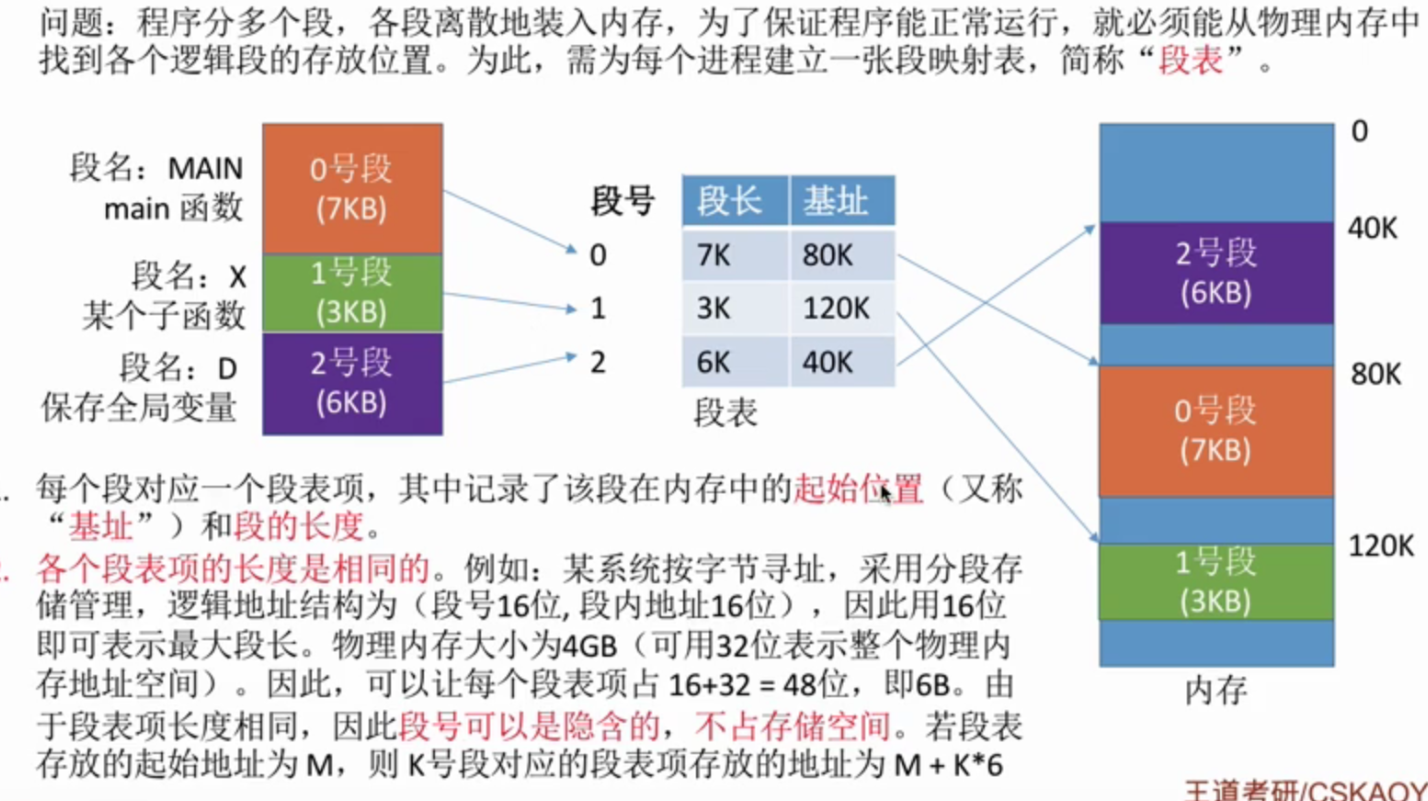 问题：程序分多个段，各段离散地装入内存，为了保证程序能正常运行，就必须能从物理内存中
找到各个逻辑段的存放位置。为此，需为每个进程建立一张段映射表，简称“段表”。
段名：MAIN
main 函数
0号段
(7KB)
段名：X
某个子函数
1号段
(3KB)
段名：D
保存全局变量
2号段
(6KB)
段号 段长 基址
0 7K 80K
1 3K 120K
2 6K 40K
段表
0
40K
2号段
(6KB)
80K
0号段
(7KB)
120K
1号段
(3KB)
内存
. 每个段对应一个段表项，其中记录了该段在内存中的起始位置（又称
“基址”）和段的长度。
. 各个段表项的长度是相同的。例如：某系统按字节寻址，采用分段存
储管理，逻辑地址结构为（段号16位, 段内地址16位），因此用16位
即可表示最大段长。物理内存大小为4GB（可用32位表示整个物理内
存地址空间）。因此，可以让每个段表项占 16+32 = 48位，即6B。由
于段表项长度相同，因此段号可以是隐含的，不占存储空间。若段表
存放的起始地址为 M，则 K号段对应的段表项存放的地址为 M + K*6
王道考研/CSKAOY